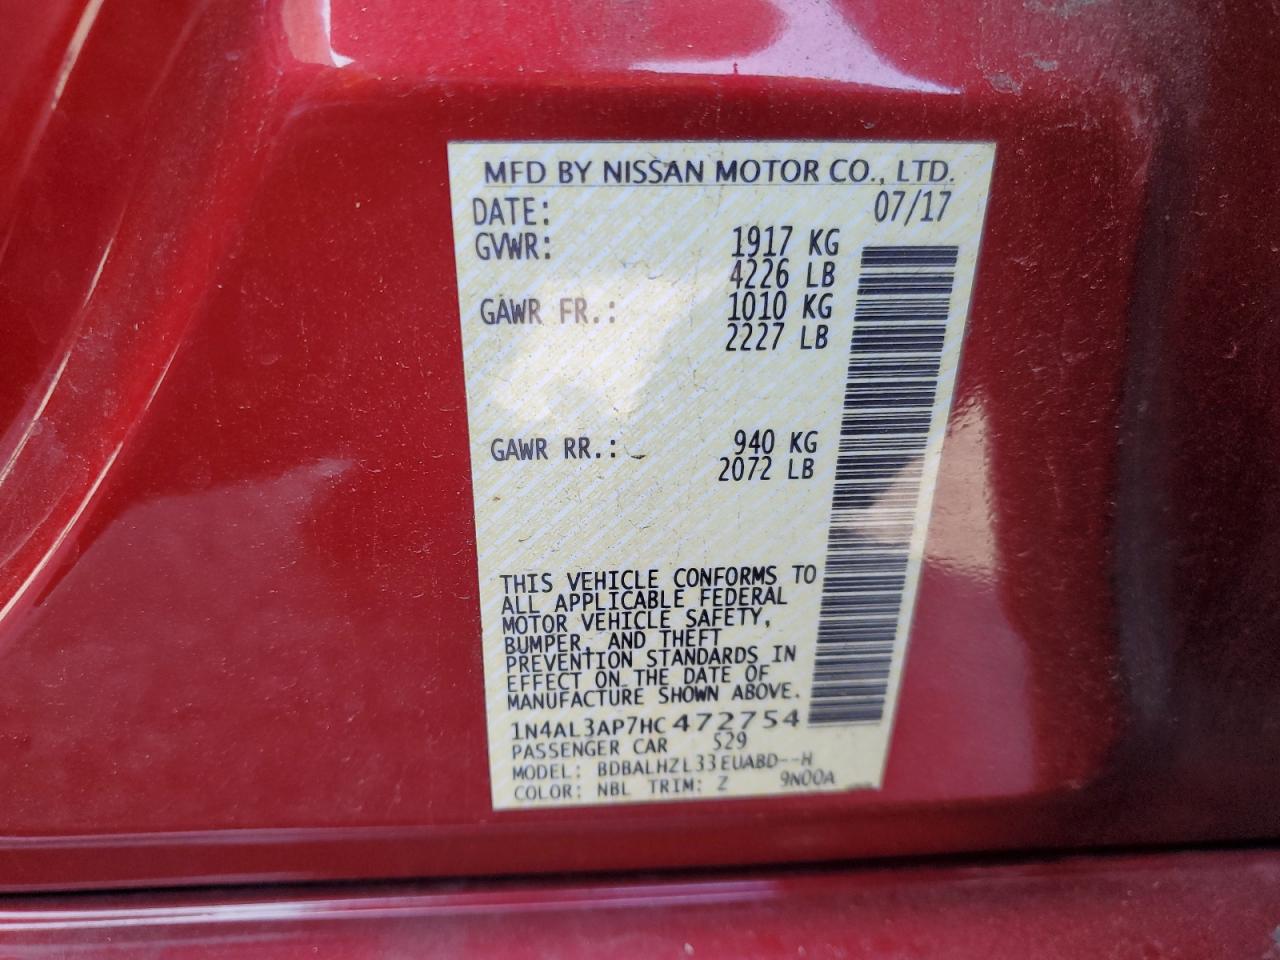 MFD BY NISSAN MOTOR CO., LTD.
DATE: 07/17
GVWR: 1917 KG
4226 LB
GAWR FR.: 1010 KG
2227 LB
GAWR RR.: 940 KG
2072 LB
THIS VEHICLE CONFORMS TO
ALL APPLICABLE FEDERAL
MOTOR VEHICLE SAFETY,
BUMPER, AND THEFT
PREVENTION STANDARDS IN
EFFECT ON THE DATE OF
MANUFACTURE SHOWN ABOVE.
1N4AL3AP7HC472754
PASSENGER CAR S29
MODEL: BDBALHZL33EUABD--H
COLOR: NBL TRIM: Z 9N00A